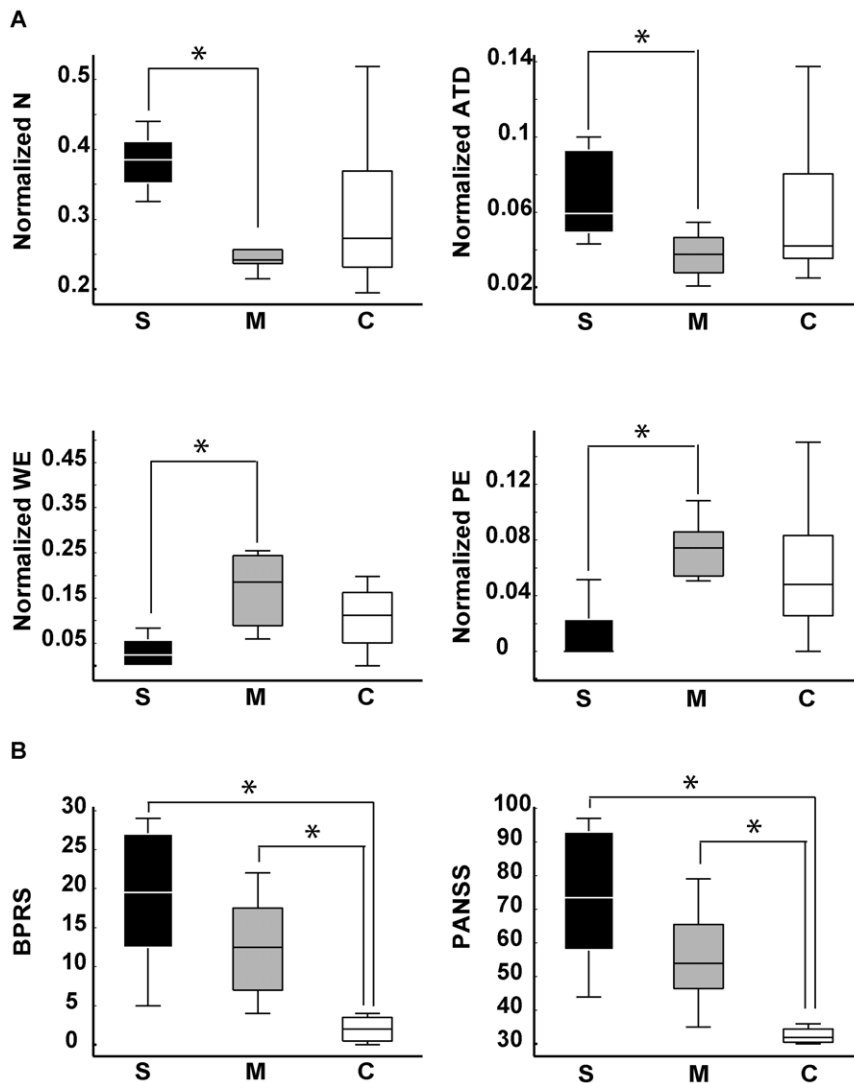 A
Normalized N
0.5
0.4
0.3
0.2
*
S M C
Normalized ATD
0.14
0.1
0.06
0.02
*
S M C
Normalized WE
0.45
0.35
0.25
0.15
0.05
*
S M C
Normalized PE
0.12
0.08
0.04
0
*
S M C
B
BPRS
30
25
20
15
10
5
0
*
*
S M C
PANSS
100
90
80
70
60
50
40
30
*
*
S M C